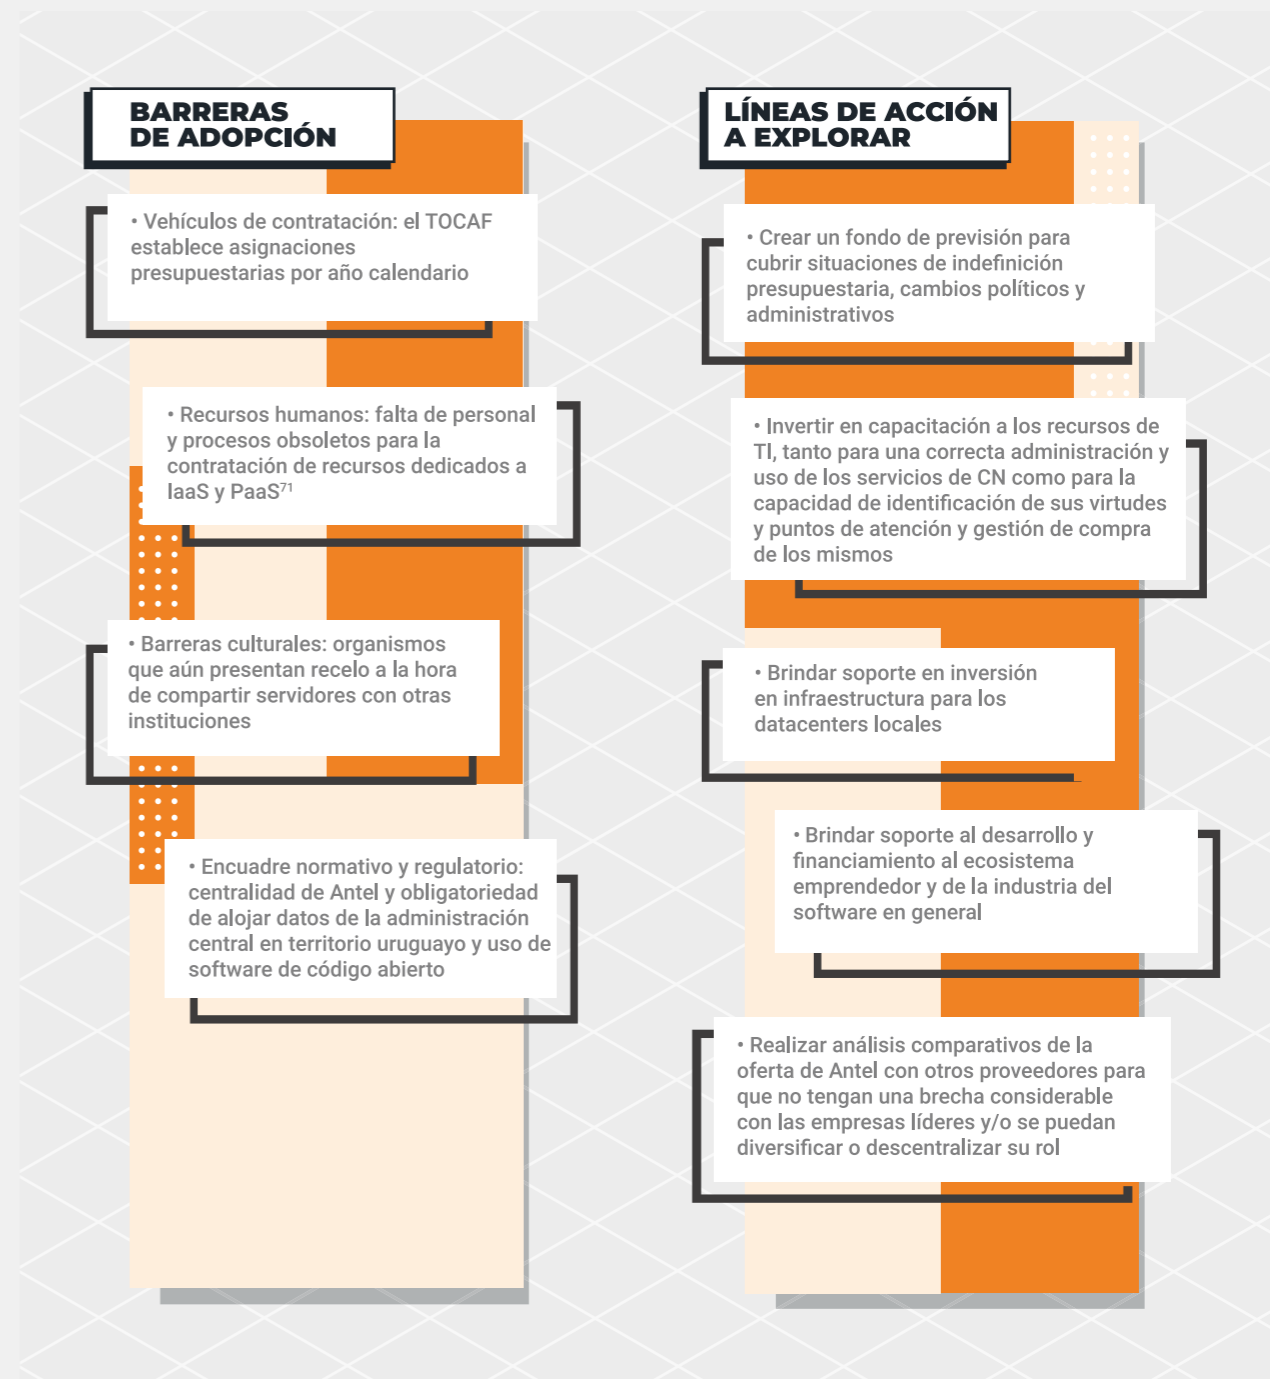 BARRERAS
DE ADOPCIÓN
• Vehículos de contratación: el TOCAF
establece asignaciones
presupuestarias por año calendario
• Recursos humanos: falta de personal
y procesos obsoletos para la
contratación de recursos dedicados a
IaaS y PaaS⁷¹
• Barreras culturales: organismos
que aún presentan recelo a la hora
de compartir servidores con otras
instituciones
• Encuadre normativo y regulatorio:
centralidad de Antel y obligatoriedad
de alojar datos de la administración
central en territorio uruguayo y uso de
software de código abierto
LÍNEAS DE ACCIÓN
A EXPLORAR
• Crear un fondo de previsión para
cubrir situaciones de indefinición
presupuestaria, cambios políticos y
administrativos
• Invertir en capacitación a los recursos de
TI, tanto para una correcta administración y
uso de los servicios de CN como para la
capacidad de identificación de sus virtudes
y puntos de atención y gestión de compra
de los mismos
• Brindar soporte en inversión
en infraestructura para los
datacenters locales
• Brindar soporte al desarrollo y
financiamiento al ecosistema
emprendedor y de la industria del
software en general
• Realizar análisis comparativos de la
oferta de Antel con otros proveedores para
que no tengan una brecha considerable
con las empresas líderes y/o se puedan
diversificar o descentralizar su rol